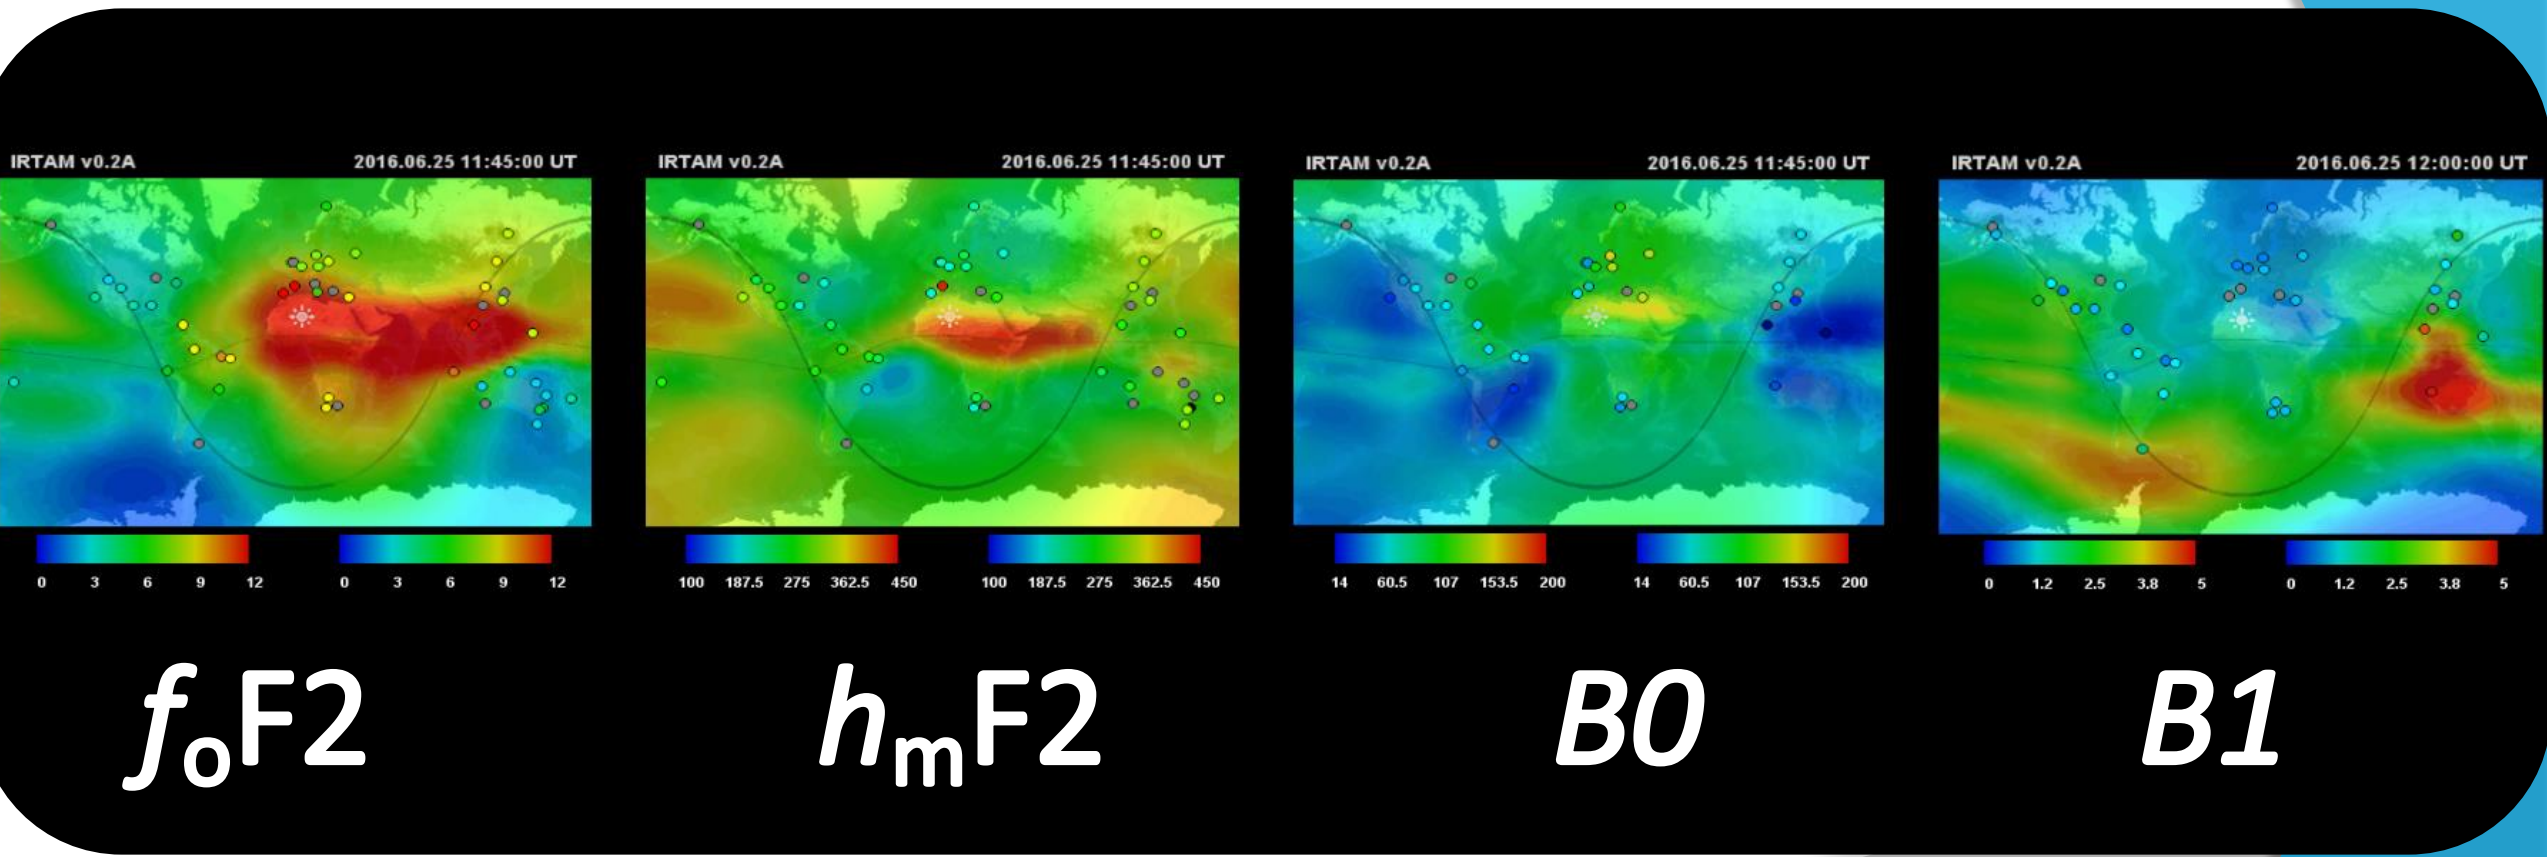 IRTAM v0.2A 2016.06.25 11:45:00 UT
0 3 6 9 12 0 3 6 9 12
foF2
IRTAM v0.2A 2016.06.25 11:45:00 UT
100 187.5 275 362.5 450 100 187.5 275 362.5 450
hmF2
IRTAM v0.2A 2016.06.25 11:45:00 UT
14 60.5 107 153.5 200 14 60.5 107 153.5 200
B0
IRTAM v0.2A 2016.06.25 12:00:00 UT
0 1.2 2.5 3.8 5 0 1.2 2.5 3.8 5
B1